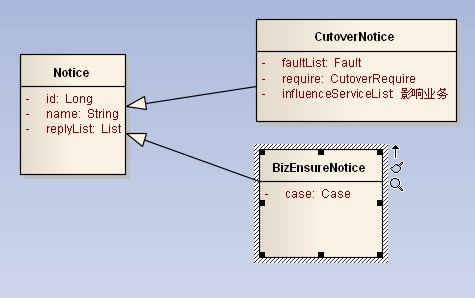 CutoverNotice
- faultList: Fault
- require: CutoverRequire
- influenceServiceList: 影响业务
Notice
- id: Long
- name: String
- replyList: List
BizEnsureNotice
- case: Case